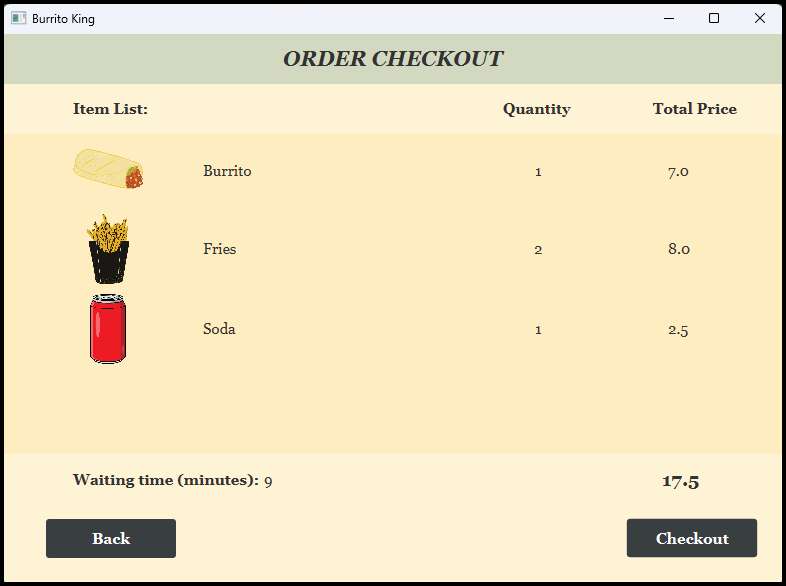 Burrito King
ORDER CHECKOUT
Item List: Quantity Total Price
Burrito 1 7.0
Fries 2 8.0
Soda 1 2.5
Waiting time (minutes): 9 17.5
Back Checkout